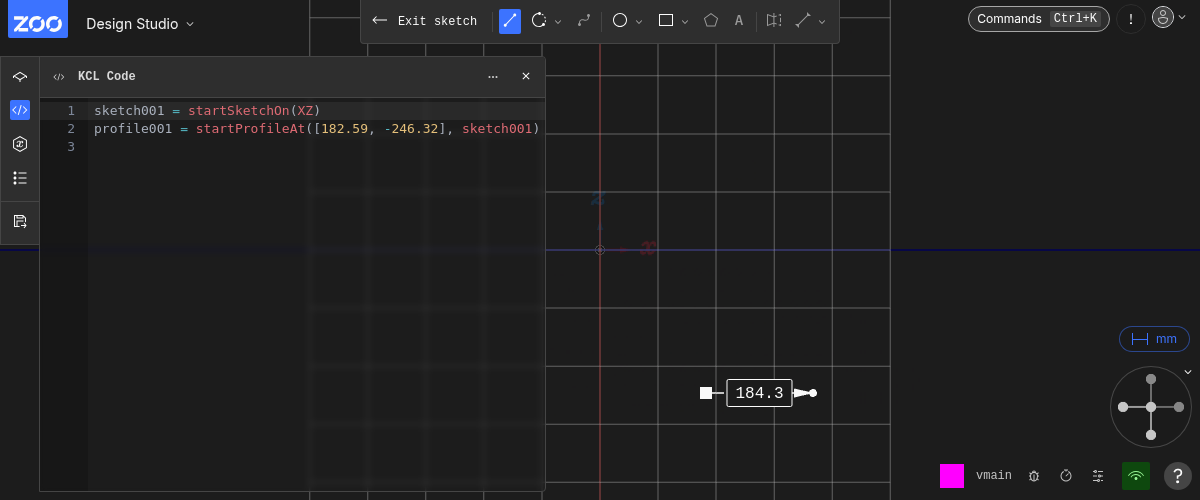 ZOO
Design Studio
Exit sketch
A
Commands Ctrl+K
!
</> KCL Code
1 sketch001 = startSketchOn(XZ)
2 profile001 = startProfileAt([182.59, -246.32], sketch001)
3
z
x
184.3
mm
vmain
?